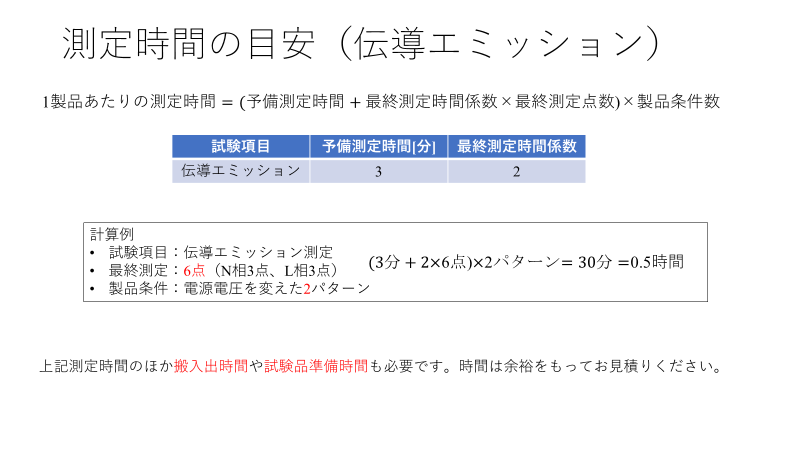 測定時間の目安（伝導エミッション）
1製品あたりの測定時間 = (予備測定時間 + 最終測定時間係数×最終測定点数)×製品条件数
試験項目 予備測定時間[分] 最終測定時間係数
伝導エミッション 3 2
計算例
• 試験項目：伝導エミッション測定
• 最終測定：6点（N相3点、L相3点）
• 製品条件：電源電圧を変えた2パターン
(3分 + 2×6点)×2パターン= 30分 =0.5時間
上記測定時間のほか搬入出時間や試験品準備時間も必要です。時間は余裕をもってお見積りください。